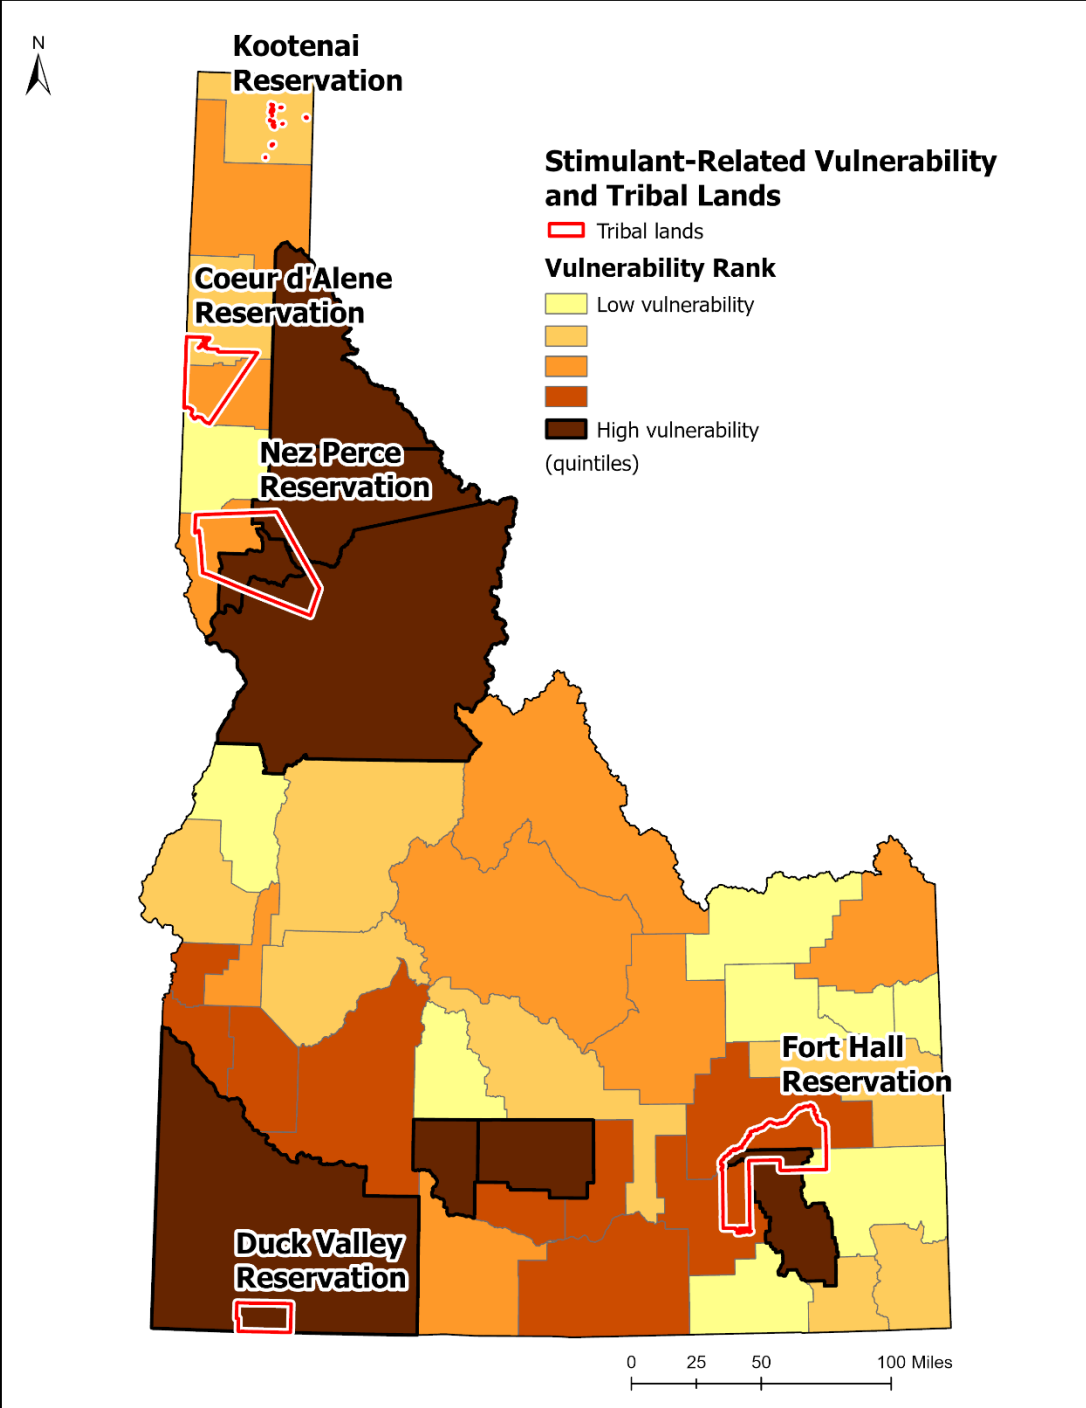 N
Kootenai
Reservation
Stimulant-Related Vulnerability
and Tribal Lands
Tribal lands
Vulnerability Rank
Low vulnerability
High vulnerability
(quintiles)
Coeur d'Alene
Reservation
Nez Perce
Reservation
Fort Hall
Reservation
Duck Valley
Reservation
0 25 50 100 Miles